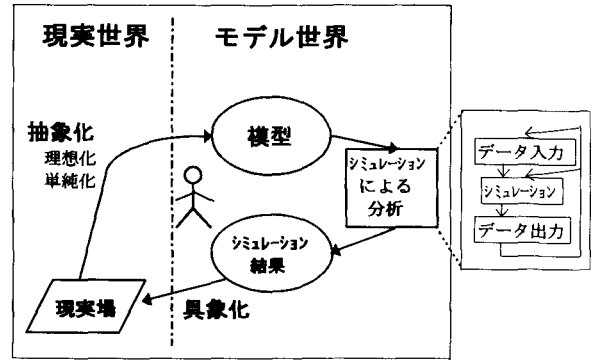 現実世界
モデル世界
抽象化
理想化
単純化
模型
シミュレーション
による
分析
シミュレーション
結果
現実場
具象化
データ入力
シミュレーション
データ出力